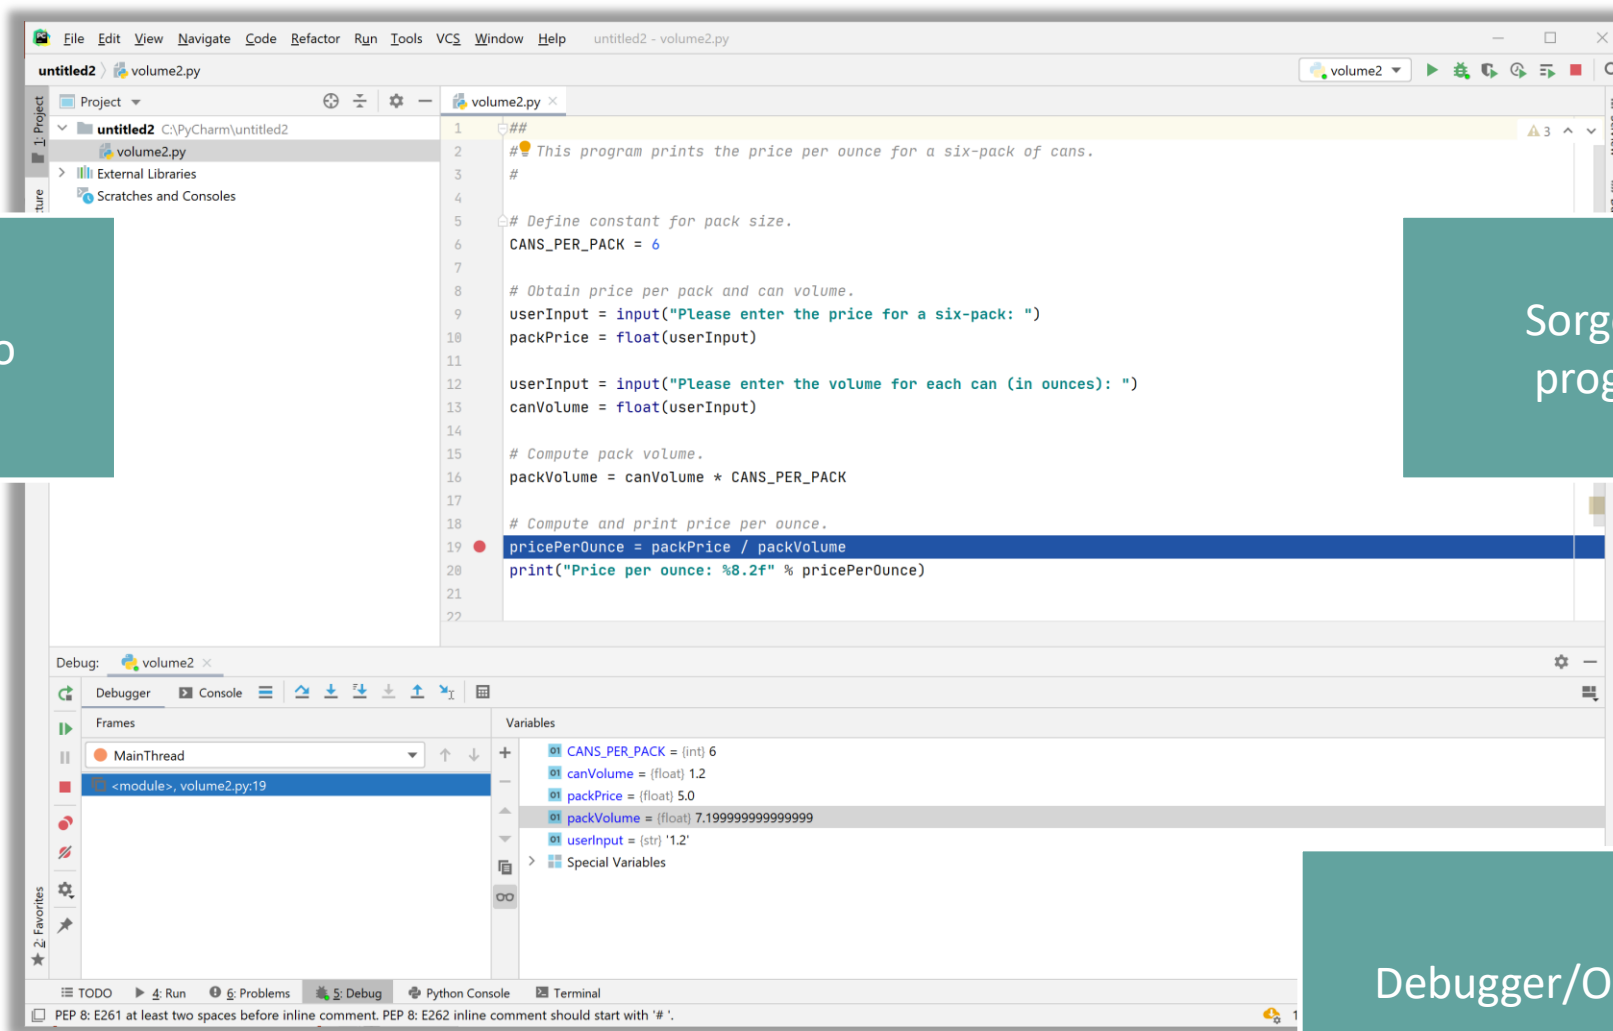 File Edit View Navigate Code Refactor Run Tools VCS Window Help untitled2 - volume2.py
untitled2 volume2.py volume2
1: Project Project volume2.py
untitled2 C:\PyCharm\untitled2
volume2.py
External Libraries
Scratches and Consoles
1 ##
3
2 # This program prints the price per ounce for a six-pack of cans.
3 #
4
5 # Define constant for pack size.
6 CANS_PER_PACK = 6
7
8 # Obtain price per pack and can volume.
9 userInput = input("Please enter the price for a six-pack: ")
10 packPrice = float(userInput)
11
12 userInput = input("Please enter the volume for each can (in ounces): ")
13 canVolume = float(userInput)
14
15 # Compute pack volume.
16 packVolume = canVolume * CANS_PER_PACK
17
18 # Compute and print price per ounce.
19 pricePerOunce = packPrice / packVolume
20 print("Price per ounce: %8.2f" % pricePerOunce)
21
22
o
Sorg
prog
Debug: volume2
Debugger Console
Frames
Variables
MainThread
<module>, volume2.py:19
CANS_PER_PACK = {int} 6
canVolume = {float} 1.2
packPrice = {float} 5.0
packVolume = {float} 7.199999999999999
userInput = {str} '1.2'
Special Variables
2: Favorites
Debugger/O
TODO 4: Run 6: Problems 5: Debug Python Console Terminal
PEP 8: E261 at least two spaces before inline comment. PEP 8: E262 inline comment should start with '# '.